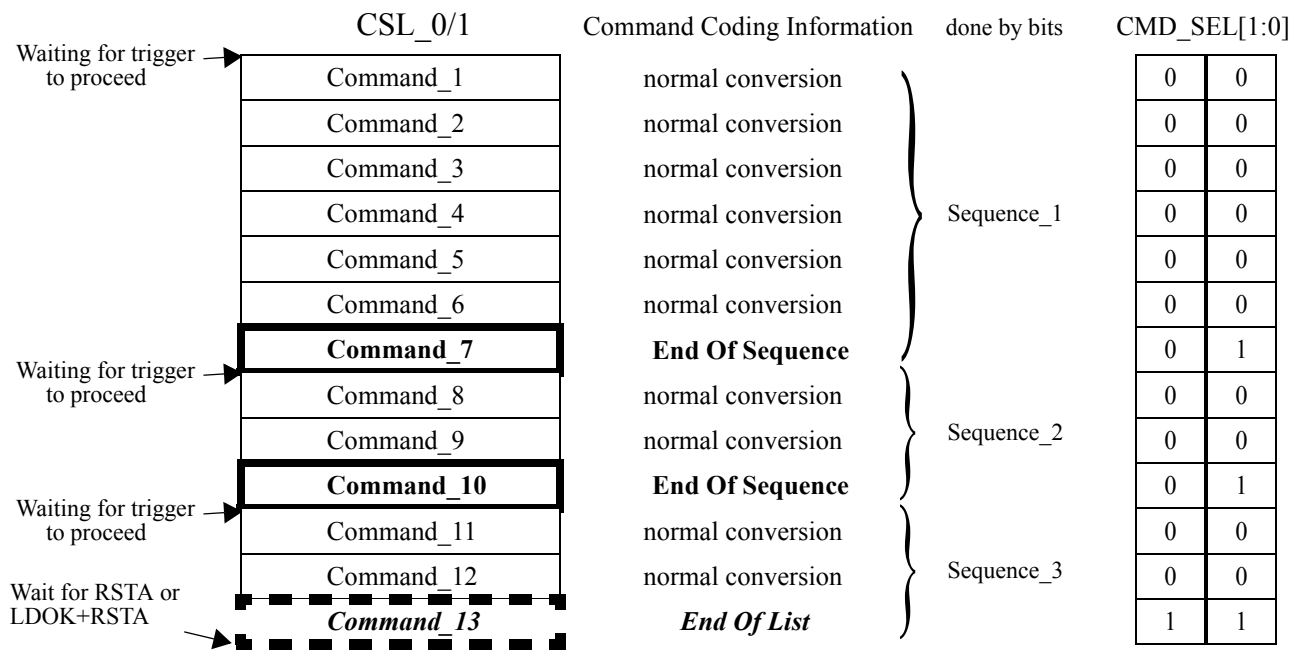 CSL_0/1 Command Coding Information done by bits CMD_SEL[1:0]
Waiting for trigger
to proceed
Command_1 normal conversion 0 0
Command_2 normal conversion 0 0
Command_3 normal conversion 0 0
Command_4 normal conversion Sequence_1 0 0
Command_5 normal conversion 0 0
Command_6 normal conversion 0 0
Command_7 End Of Sequence 0 1
Waiting for trigger
to proceed
Command_8 normal conversion 0 0
Command_9 normal conversion Sequence_2 0 0
Command_10 End Of Sequence 0 1
Waiting for trigger
to proceed
Command_11 normal conversion 0 0
Command_12 normal conversion Sequence_3 0 0
Wait for RSTA or
LDOK+RSTA
Command_13 End Of List 1 1